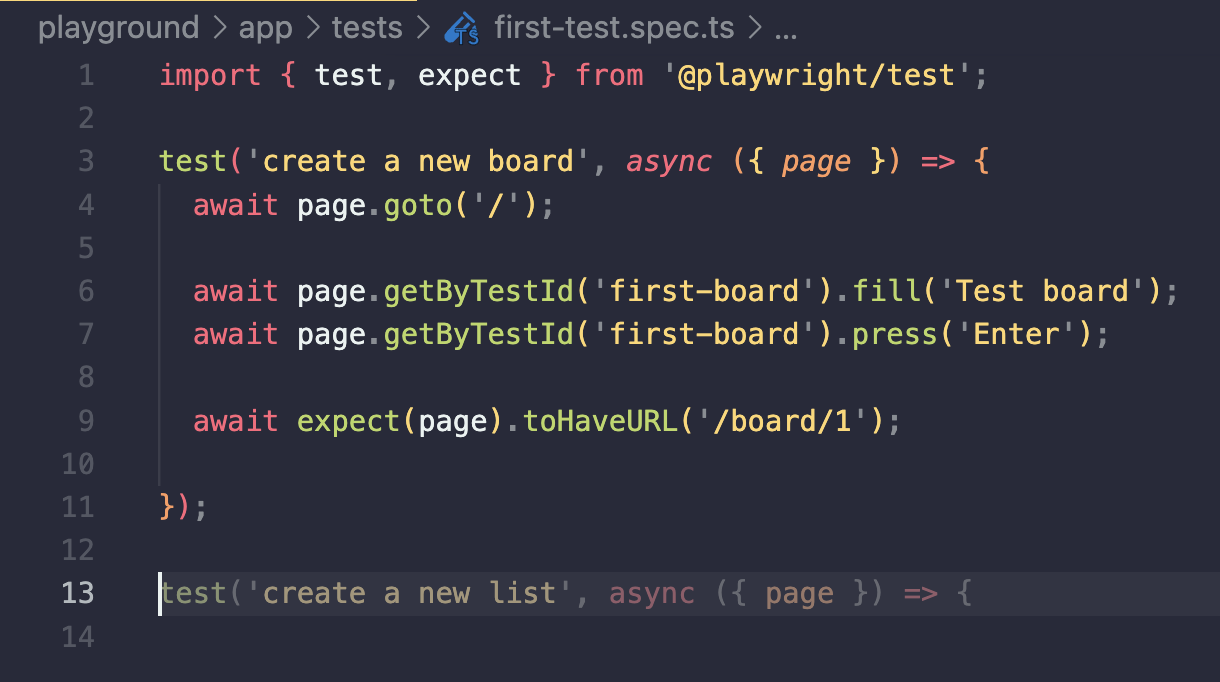 playground > app > tests > TS first-test.spec.ts > ...
1 import { test, expect } from '@playwright/test';
2
3 test('create a new board', async ({ page }) => {
4   await page.goto('/');
5
6   await page.getByTestId('first-board').fill('Test board');
7   await page.getByTestId('first-board').press('Enter');
8
9   await expect(page).toHaveURL('/board/1');
10
11 });
12
13 test('create a new list', async ({ page }) => {
14